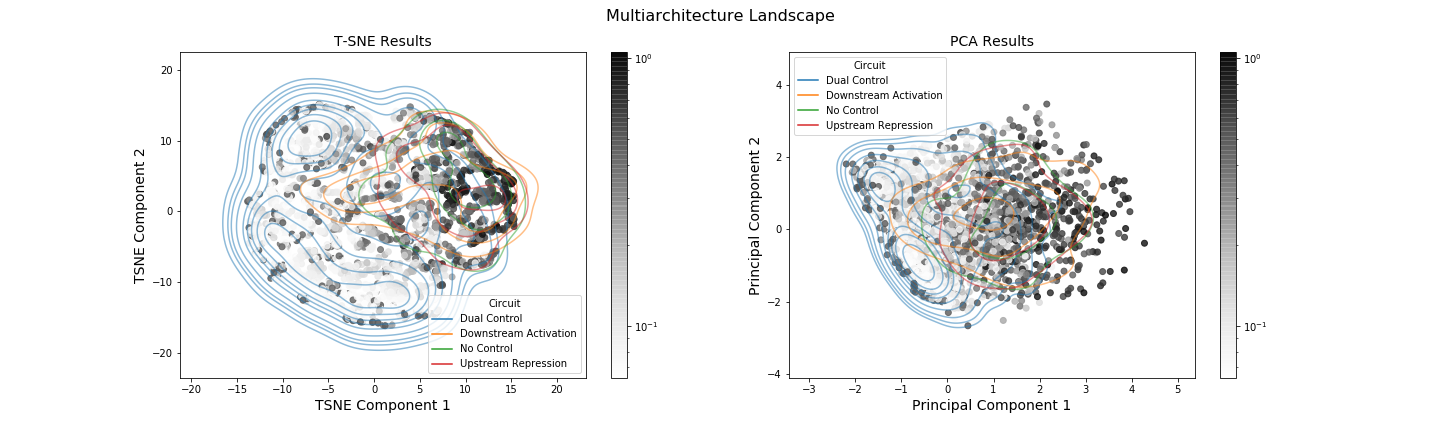 Multiarchitecture Landscape
T-SNE Results
20
10
0
−10
−20
TSNE Component 2
−20 −15 −10 −5 0 5 10 15 20
TSNE Component 1
Circuit
Dual Control
Downstream Activation
No Control
Upstream Repression
10⁰
10⁻¹
PCA Results
4
2
0
−2
−4
Principal Component 2
−3 −2 −1 0 1 2 3 4 5
Principal Component 1
Circuit
Dual Control
Downstream Activation
No Control
Upstream Repression
10⁰
10⁻¹